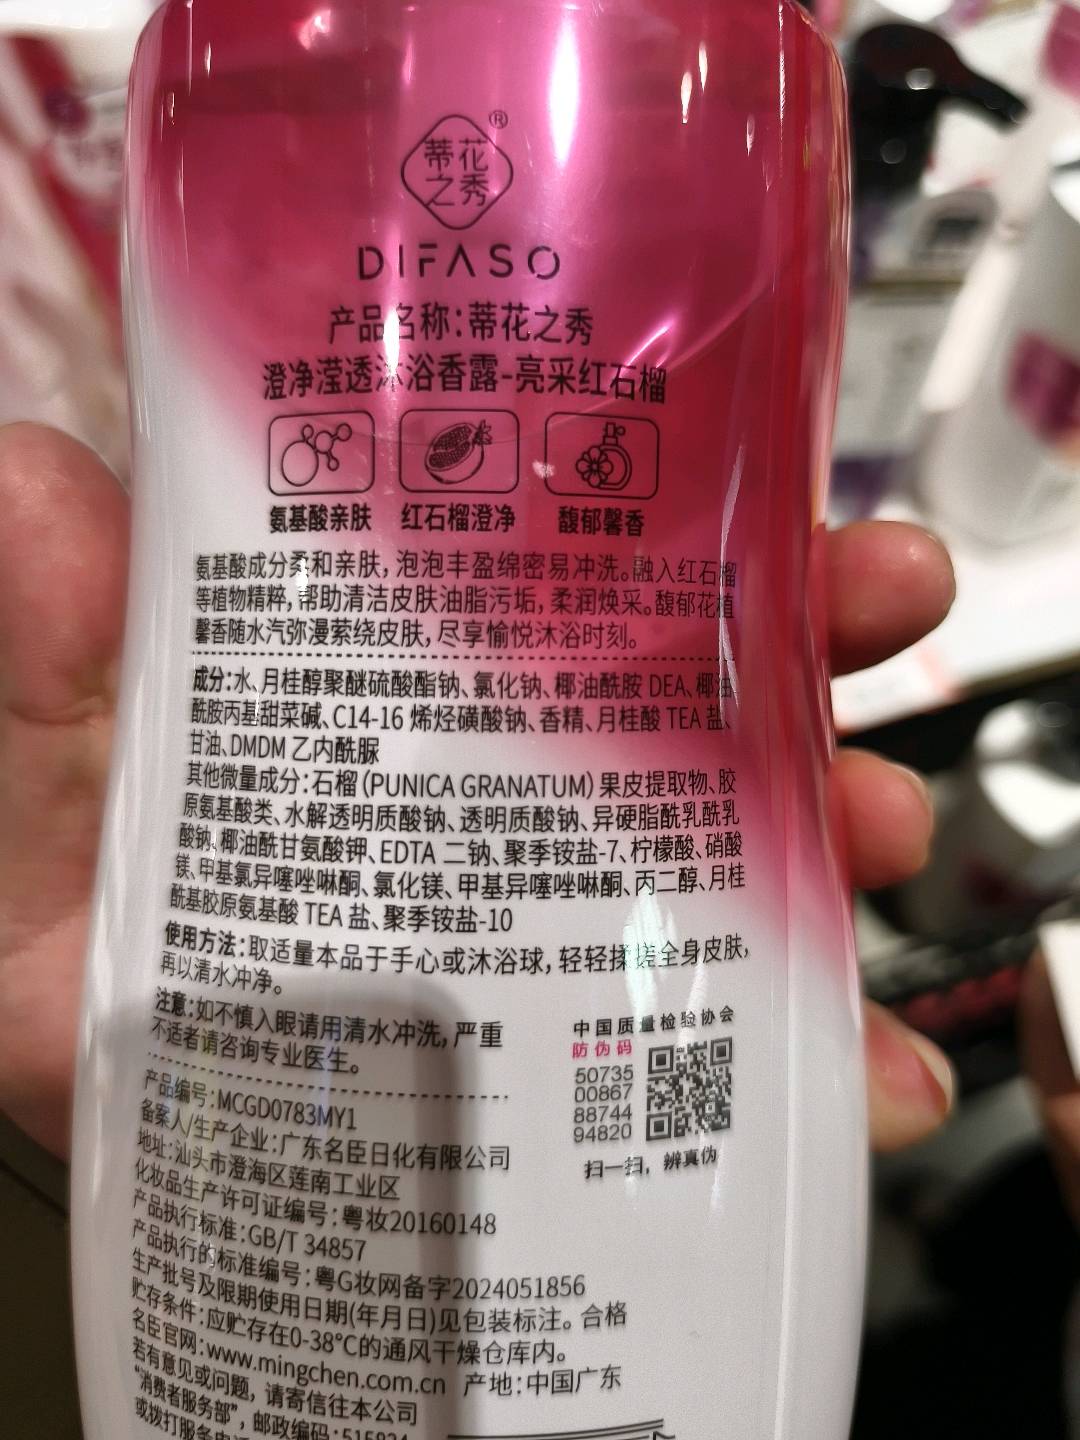 蒂花
之秀
®
DIFASO
产品名称:蒂花之秀
澄净滢透沐浴香露-亮采红石榴
氨基酸亲肤 红石榴澄净 馥郁馨香
氨基酸成分柔和亲肤,泡泡丰盈绵密易冲洗。融入红石榴
等植物精粹,帮助清洁皮肤油脂污垢,柔润焕采。馥郁花植
馨香随水汽弥漫萦绕皮肤,尽享愉悦沐浴时刻。
成分:水、月桂醇聚醚硫酸酯钠、氯化钠、椰油酰胺 DEA、椰油
酰胺丙基甜菜碱、C14-16 烯烃磺酸钠、香精、月桂酸 TEA 盐、
甘油、DMDM 乙内酰脲
其他微量成分:石榴(PUNICA GRANATUM)果皮提取物、胶
原氨基酸类、水解透明质酸钠、透明质酸钠、异硬脂酰乳酰乳
酸钠、椰油酰甘氨酸钾、EDTA 二钠、聚季铵盐-7、柠檬酸、硝酸
镁、甲基氯异噻唑啉酮、氯化镁、甲基异噻唑啉酮、丙二醇、月桂
酰基胶原氨基酸 TEA 盐、聚季铵盐-10
使用方法:取适量本品于手心或沐浴球,轻轻揉搓全身皮肤,
再以清水冲净。
注意:如不慎入眼请用清水冲洗,严重
不适者请咨询专业医生。
中国质量检验协会
防伪码
50735
00867
88744
94820
扫一扫,辨真伪
产品编号:MCGD0783MY1
备案人/生产企业:广东名臣日化有限公司
地址:汕头市澄海区莲南工业区
化妆品生产许可证编号:粤妆20160148
产品执行标准:GB/T 34857
产品执行的标准编号:粤G妆网备字2024051856
生产批号及限期使用日期(年月日)见包装标注。合格
贮存条件:应贮存在0-38°C的通风干燥仓库内。
名臣官网:www.mingchen.com.cn 产地:中国广东
若有意见或问题,请寄信往本公司
“消费者服务部”,邮政编码:515824
或拨打服务电